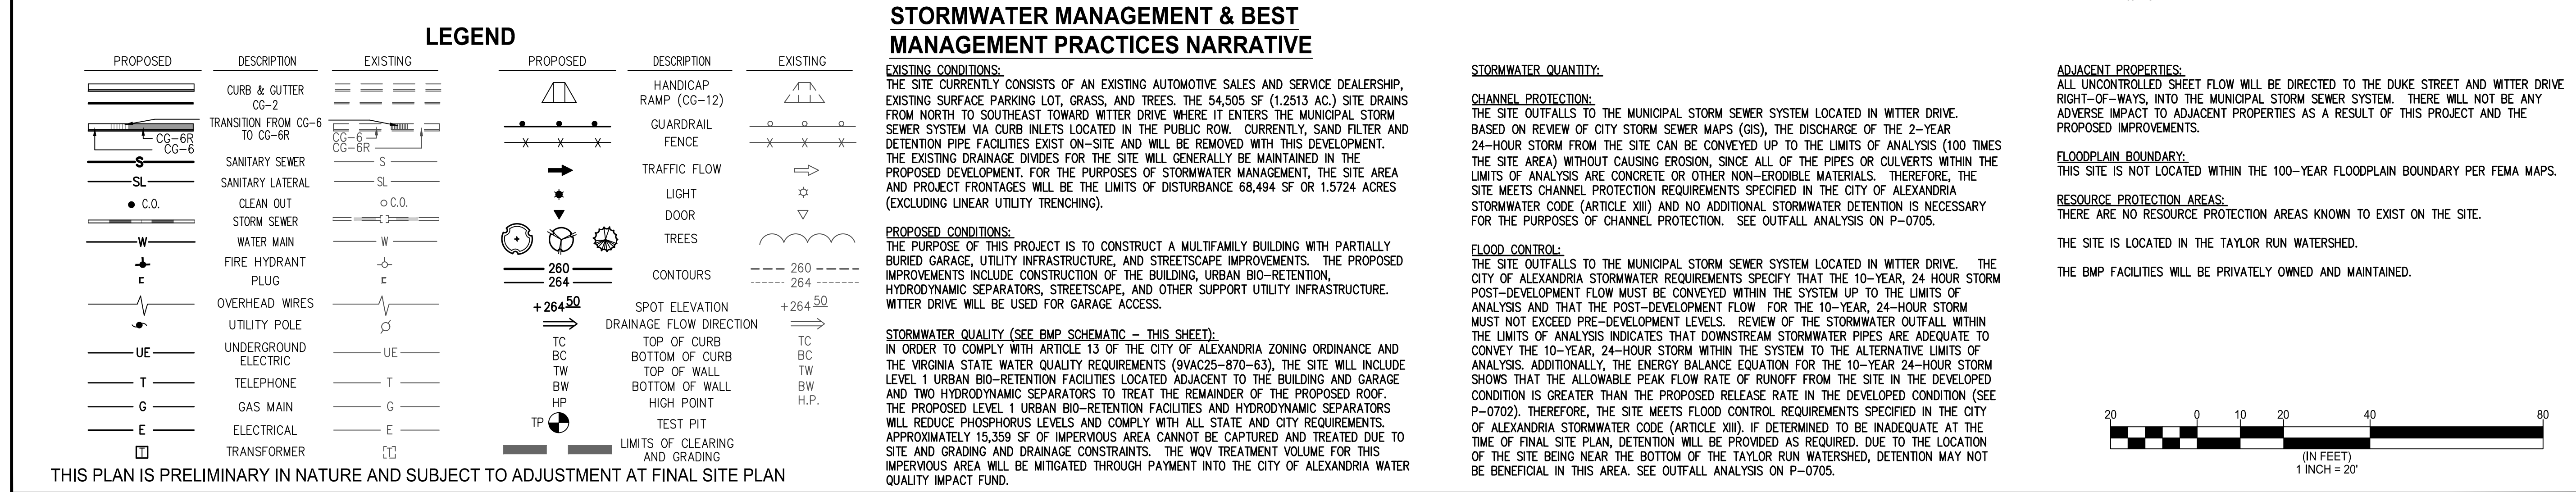 LEGEND
PROPOSED DESCRIPTION EXISTING
CURB & GUTTER
CG-2
TRANSITION FROM CG-6
TO CG-6R
CG-6R
CG-6
CG-6
CG-6R
S SANITARY SEWER S
SL SANITARY LATERAL SL
C.O. CLEAN OUT C.O.
STORM SEWER
W WATER MAIN W
FIRE HYDRANT
PLUG
OVERHEAD WIRES
UTILITY POLE
UE UNDERGROUND ELECTRIC UE
T TELEPHONE T
G GAS MAIN G
E ELECTRICAL E
T TRANSFORMER T
PROPOSED DESCRIPTION EXISTING
HANDICAP
RAMP (CG-12)
GUARDRAIL
X X X FENCE X X X
TRAFFIC FLOW
LIGHT
DOOR
TREES
260 260
CONTOURS
264 264
+264 50 SPOT ELEVATION +264 50
DRAINAGE FLOW DIRECTION
TC TOP OF CURB TC
BC BOTTOM OF CURB BC
TW TOP OF WALL TW
BW BOTTOM OF WALL BW
HP HIGH POINT H.P.
TP TEST PIT
LIMITS OF CLEARING
AND GRADING
THIS PLAN IS PRELIMINARY IN NATURE AND SUBJECT TO ADJUSTMENT AT FINAL SITE PLAN
STORMWATER MANAGEMENT & BEST
MANAGEMENT PRACTICES NARRATIVE
EXISTING CONDITIONS:
THE SITE CURRENTLY CONSISTS OF AN EXISTING AUTOMOTIVE SALES AND SERVICE DEALERSHIP,
EXISTING SURFACE PARKING LOT, GRASS, AND TREES. THE 54,505 SF (1.2513 AC.) SITE DRAINS
FROM NORTH TO SOUTHEAST TOWARD WITTER DRIVE WHERE IT ENTERS THE MUNICIPAL STORM
SEWER SYSTEM VIA CURB INLETS LOCATED IN THE PUBLIC ROW. CURRENTLY, SAND FILTER AND
DETENTION PIPE FACILITIES EXIST ON-SITE AND WILL BE REMOVED WITH THIS DEVELOPMENT.
THE EXISTING DRAINAGE DIVIDES FOR THE SITE WILL GENERALLY BE MAINTAINED IN THE
PROPOSED DEVELOPMENT. FOR THE PURPOSES OF STORMWATER MANAGEMENT, THE SITE AREA
AND PROJECT FRONTAGES WILL BE THE LIMITS OF DISTURBANCE 68,494 SF OR 1.5724 ACRES
(EXCLUDING LINEAR UTILITY TRENCHING).
PROPOSED CONDITIONS:
THE PURPOSE OF THIS PROJECT IS TO CONSTRUCT A MULTIFAMILY BUILDING WITH PARTIALLY
BURIED GARAGE, UTILITY INFRASTRUCTURE, AND STREETSCAPE IMPROVEMENTS. THE PROPOSED
IMPROVEMENTS INCLUDE CONSTRUCTION OF THE BUILDING, URBAN BIO-RETENTION,
HYDRODYNAMIC SEPARATORS, STREETSCAPE, AND OTHER SUPPORT UTILITY INFRASTRUCTURE.
WITTER DRIVE WILL BE USED FOR GARAGE ACCESS.
STORMWATER QUALITY (SEE BMP SCHEMATIC - THIS SHEET):
IN ORDER TO COMPLY WITH ARTICLE 13 OF THE CITY OF ALEXANDRIA ZONING ORDINANCE AND
THE VIRGINIA STATE WATER QUALITY REQUIREMENTS (9VAC25-870-63), THE SITE WILL INCLUDE
LEVEL 1 URBAN BIO-RETENTION FACILITIES LOCATED ADJACENT TO THE BUILDING AND GARAGE
AND TWO HYDRODYNAMIC SEPARATORS TO TREAT THE REMAINDER OF THE PROPOSED ROOF.
THE PROPOSED LEVEL 1 URBAN BIO-RETENTION FACILITIES AND HYDRODYNAMIC SEPARATORS
WILL REDUCE PHOSPHORUS LEVELS AND COMPLY WITH ALL STATE AND CITY REQUIREMENTS.
APPROXIMATELY 15,359 SF OF IMPERVIOUS AREA CANNOT BE CAPTURED AND TREATED DUE TO
SITE AND GRADING AND DRAINAGE CONSTRAINTS. THE WQV TREATMENT VOLUME FOR THIS
IMPERVIOUS AREA WILL BE MITIGATED THROUGH PAYMENT INTO THE CITY OF ALEXANDRIA WATER
QUALITY IMPACT FUND.
STORMWATER QUANTITY:
CHANNEL PROTECTION:
THE SITE OUTFALLS TO THE MUNICIPAL STORM SEWER SYSTEM LOCATED IN WITTER DRIVE.
BASED ON REVIEW OF CITY STORM SEWER MAPS (GIS), THE DISCHARGE OF THE 2-YEAR
24-HOUR STORM FROM THE SITE CAN BE CONVEYED UP TO THE LIMITS OF ANALYSIS (100 TIMES
THE SITE AREA) WITHOUT CAUSING EROSION, SINCE ALL OF THE PIPES OR CULVERTS WITHIN THE
LIMITS OF ANALYSIS ARE CONCRETE OR OTHER NON-ERODIBLE MATERIALS. THEREFORE, THE
SITE MEETS CHANNEL PROTECTION REQUIREMENTS SPECIFIED IN THE CITY OF ALEXANDRIA
STORMWATER CODE (ARTICLE XIII) AND NO ADDITIONAL STORMWATER DETENTION IS NECESSARY
FOR THE PURPOSES OF CHANNEL PROTECTION. SEE OUTFALL ANALYSIS ON P-0705.
FLOOD CONTROL:
THE SITE OUTFALLS TO THE MUNICIPAL STORM SEWER SYSTEM LOCATED IN WITTER DRIVE. THE
CITY OF ALEXANDRIA STORMWATER REQUIREMENTS SPECIFY THAT THE 10-YEAR, 24 HOUR STORM
POST-DEVELOPMENT FLOW MUST BE CONVEYED WITHIN THE SYSTEM UP TO THE LIMITS OF
ANALYSIS AND THAT THE POST-DEVELOPMENT FLOW FOR THE 10-YEAR, 24-HOUR STORM
MUST NOT EXCEED PRE-DEVELOPMENT LEVELS. REVIEW OF THE STORMWATER OUTFALL WITHIN
THE LIMITS OF ANALYSIS INDICATES THAT DOWNSTREAM STORMWATER PIPES ARE ADEQUATE TO
CONVEY THE 10-YEAR, 24-HOUR STORM WITHIN THE SYSTEM TO THE ALTERNATIVE LIMITS OF
ANALYSIS. ADDITIONALLY, THE ENERGY BALANCE EQUATION FOR THE 10-YEAR 24-HOUR STORM
SHOWS THAT THE ALLOWABLE PEAK FLOW RATE OF RUNOFF FROM THE SITE IN THE DEVELOPED
CONDITION IS GREATER THAN THE PROPOSED RELEASE RATE IN THE DEVELOPED CONDITION (SEE
P-0702). THEREFORE, THE SITE MEETS FLOOD CONTROL REQUIREMENTS SPECIFIED IN THE CITY
OF ALEXANDRIA STORMWATER CODE (ARTICLE XIII). IF DETERMINED TO BE INADEQUATE AT THE
TIME OF FINAL SITE PLAN, DETENTION WILL BE PROVIDED AS REQUIRED. DUE TO THE LOCATION
OF THE SITE BEING NEAR THE BOTTOM OF THE TAYLOR RUN WATERSHED, DETENTION MAY NOT
BE BENEFICIAL IN THIS AREA. SEE OUTFALL ANALYSIS ON P-0705.
ADJACENT PROPERTIES:
ALL UNCONTROLLED SHEET FLOW WILL BE DIRECTED TO THE DUKE STREET AND WITTER DRIVE
RIGHT-OF-WAYS, INTO THE MUNICIPAL STORM SEWER SYSTEM. THERE WILL NOT BE ANY
ADVERSE IMPACT TO ADJACENT PROPERTIES AS A RESULT OF THIS PROJECT AND THE
PROPOSED IMPROVEMENTS.
FLOODPLAIN BOUNDARY:
THIS SITE IS NOT LOCATED WITHIN THE 100-YEAR FLOODPLAIN BOUNDARY PER FEMA MAPS.
RESOURCE PROTECTION AREAS:
THERE ARE NO RESOURCE PROTECTION AREAS KNOWN TO EXIST ON THE SITE.
THE SITE IS LOCATED IN THE TAYLOR RUN WATERSHED.
THE BMP FACILITIES WILL BE PRIVATELY OWNED AND MAINTAINED.
20 0 10 20 40 80
(IN FEET)
1 INCH = 20'